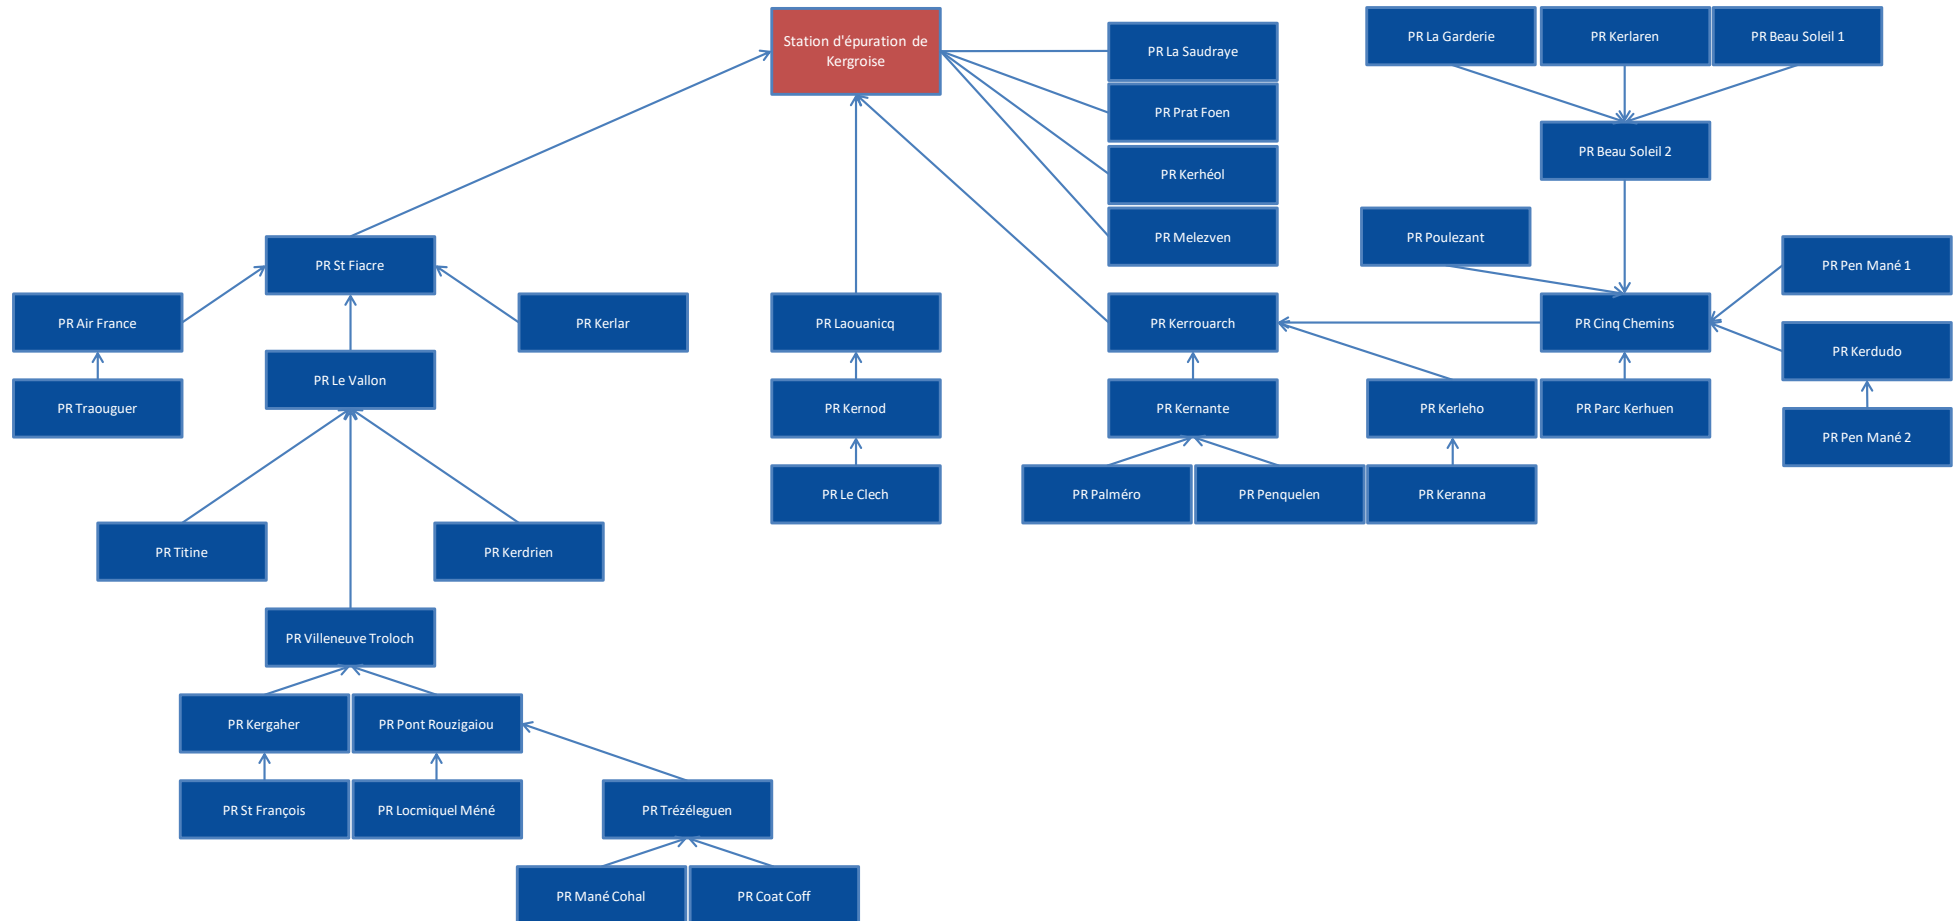 Station d'épuration de
Kergroise
PR La Saudraye
PR La Garderie
PR Kerlaren
PR Beau Soleil 1
PR Prat Foen
PR Beau Soleil 2
PR Kerhéol
PR Melezven
PR Poulezant
PR St Fiacre
PR Pen Mané 1
PR Air France
PR Kerlar
PR Laouanicq
PR Kerrouarch
PR Cinq Chemins
PR Kerdudo
PR Le Vallon
PR Traouguer
PR Kernod
PR Kernante
PR Kerleho
PR Parc Kerhuen
PR Pen Mané 2
PR Le Clech
PR Palméro
PR Penquelen
PR Keranna
PR Titine
PR Kerdrien
PR Villeneuve Troloch
PR Kergaher
PR Pont Rouzigaiou
PR St François
PR Locmiquel Méné
PR Trézéleguen
PR Mané Cohal
PR Coat Coff